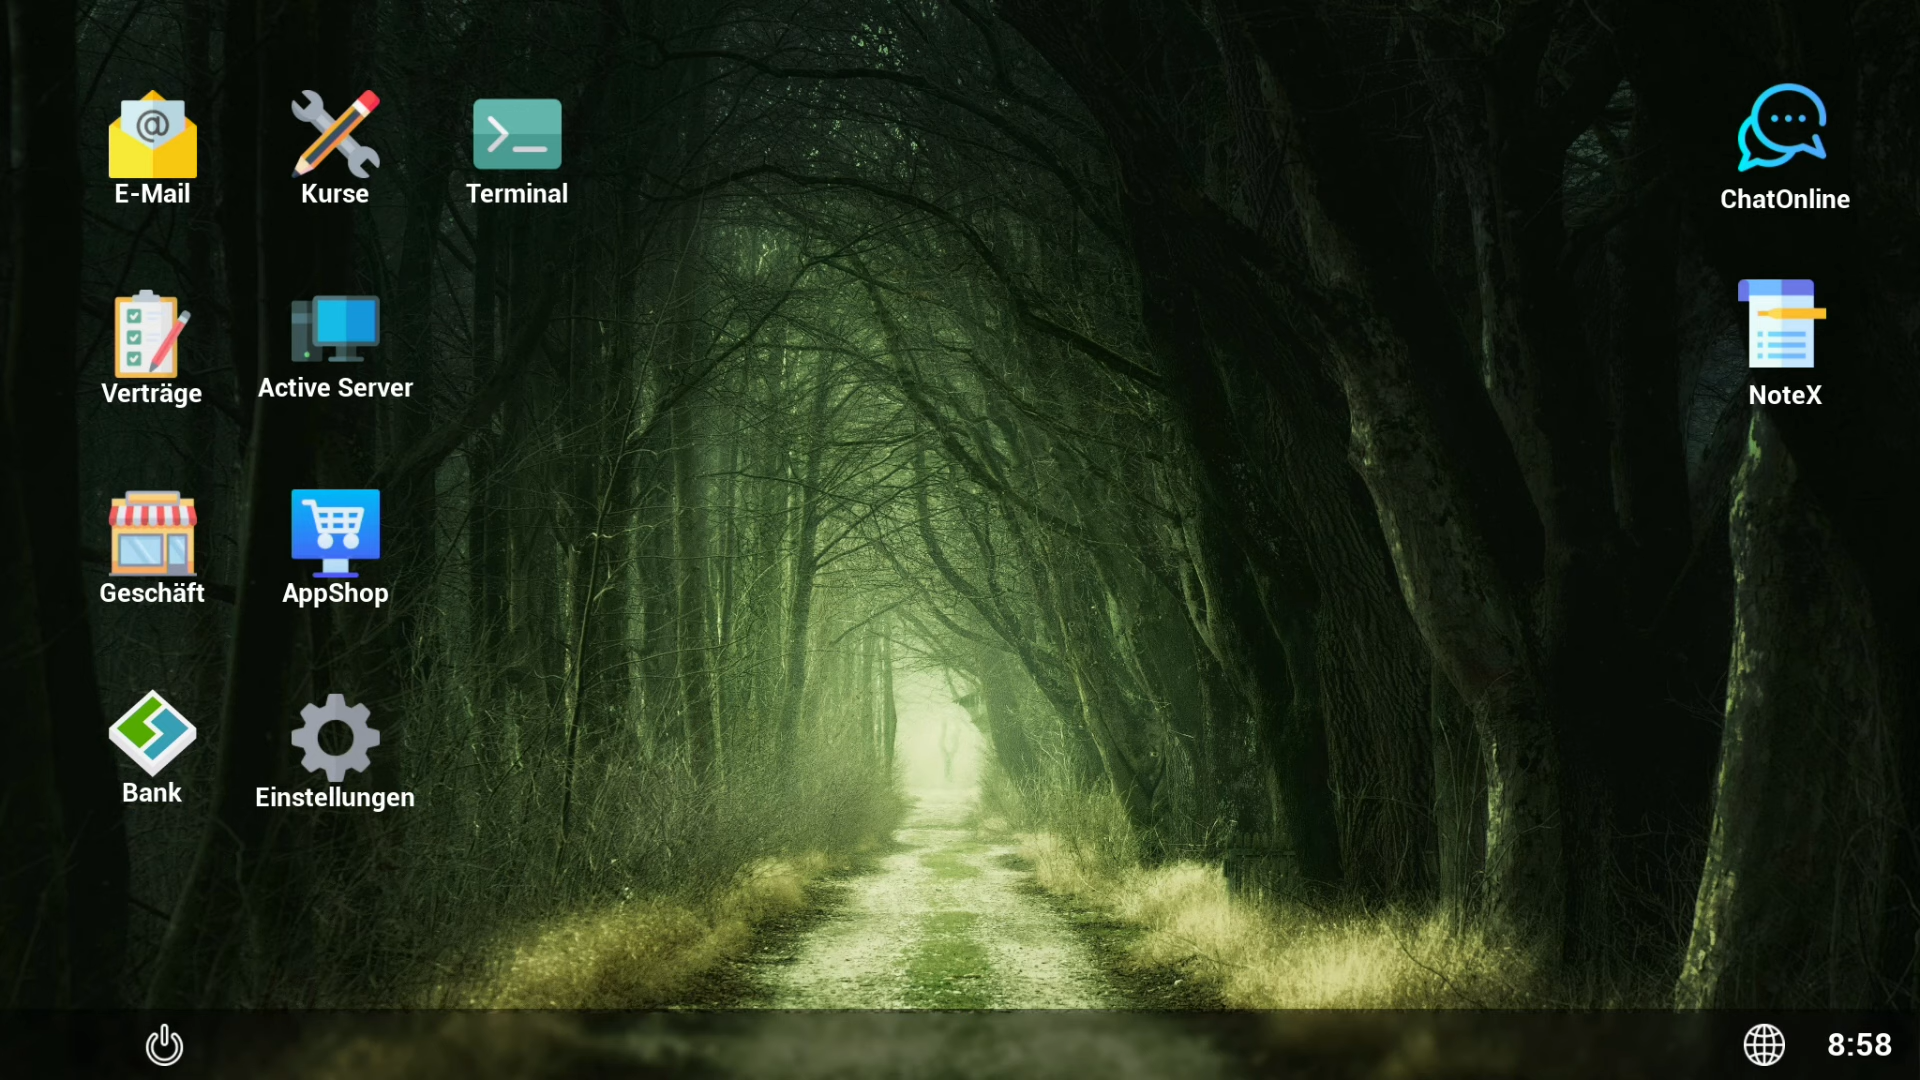 E-Mail
Kurse
Terminal
ChatOnline
Verträge
Active Server
NoteX
Geschäft
AppShop
Bank
Einstellungen
8:58